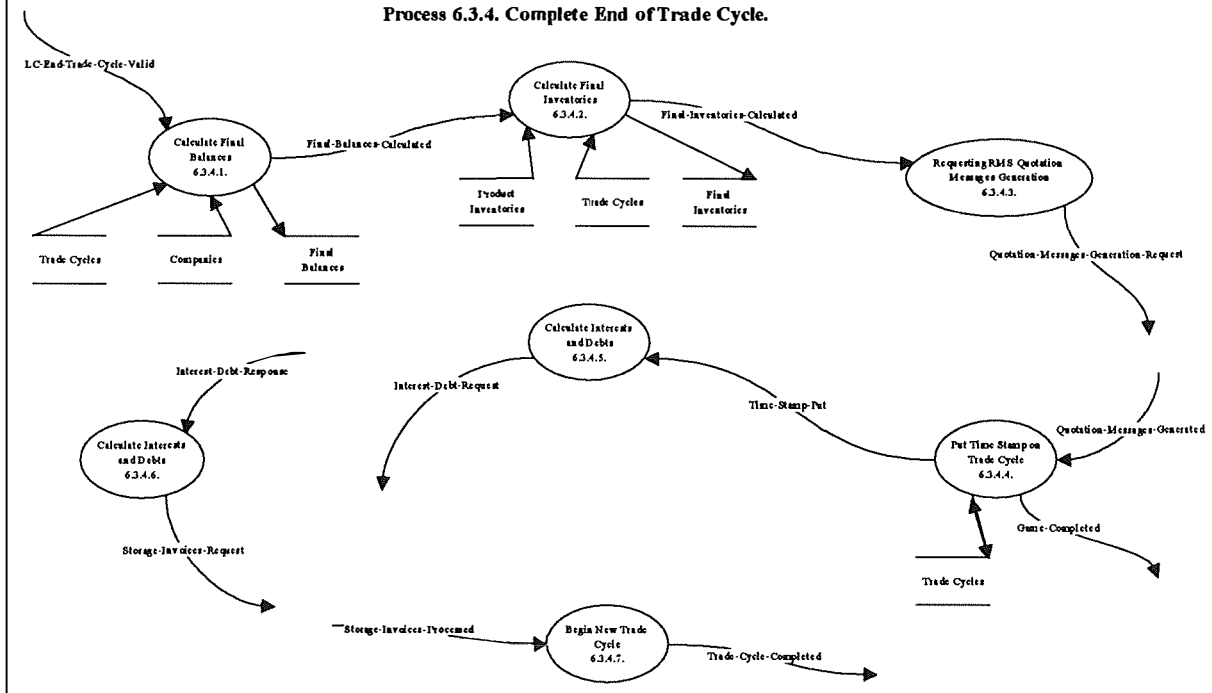 Process 6.3.4. Complete End of Trade Cycle.
LC-End-Trade-Cycle-Valid
Calculate Final
Balances
6.3.4.1.
Final-Balances-Calculated
Calculate Final
Inventories
6.3.4.2.
Final-Inventories-Calculated
Requesting RMS Quotation
Messages Generation
6.3.4.3.
Trade Cycles
Companies
Final
Balances
Product
Inventories
Trade Cycles
Final
Inventories
Quotation-Messages-Generation-Request
Interest-Debt-Response
Calculate Interests
and Debts
6.3.4.6.
Storage-Invoices-Request
Calculate Interests
and Debts
6.3.4.5.
Interest-Debt-Request
Time-Stamp-Put
Quotation-Messages-Generated
Put Time Stamp on
Trade Cycle
6.3.4.4.
Game-Completed
Trade Cycles
Storage-Invoices-Processed
Begin New Trade
Cycle
6.3.4.7.
Trade-Cycle-Completed